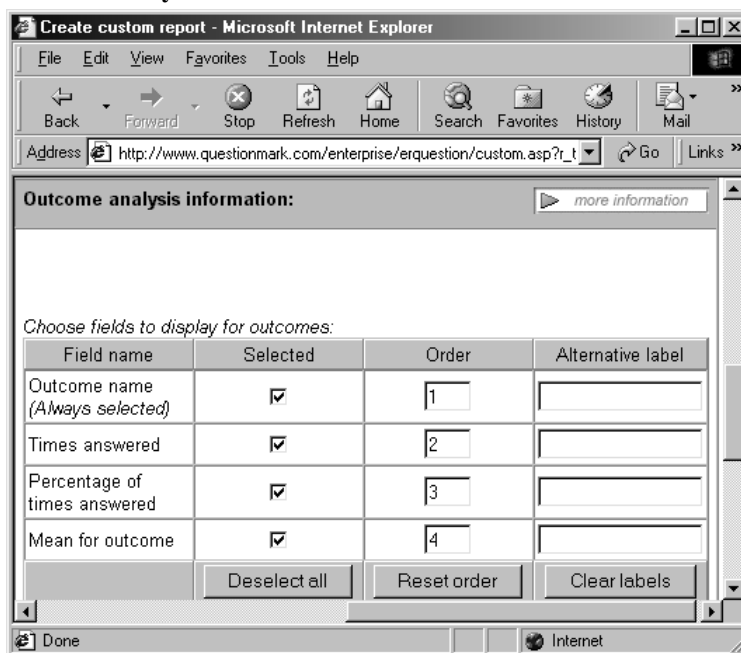 Create custom report - Microsoft Internet Explorer
File Edit View Favorites Tools Help
Back Forward Stop Refresh Home Search Favorites History Mail »
Address http://www.questionmark.com/enterprise/erquestion/custom.asp?r_t Go Links »
Outcome analysis information: more information
Choose fields to display for outcomes:
Field name Selected Order Alternative label
Outcome name
(Always selected) 1
Times answered 2
Percentage of
times answered 3
Mean for outcome 4
Deselect all Reset order Clear labels
Done Internet